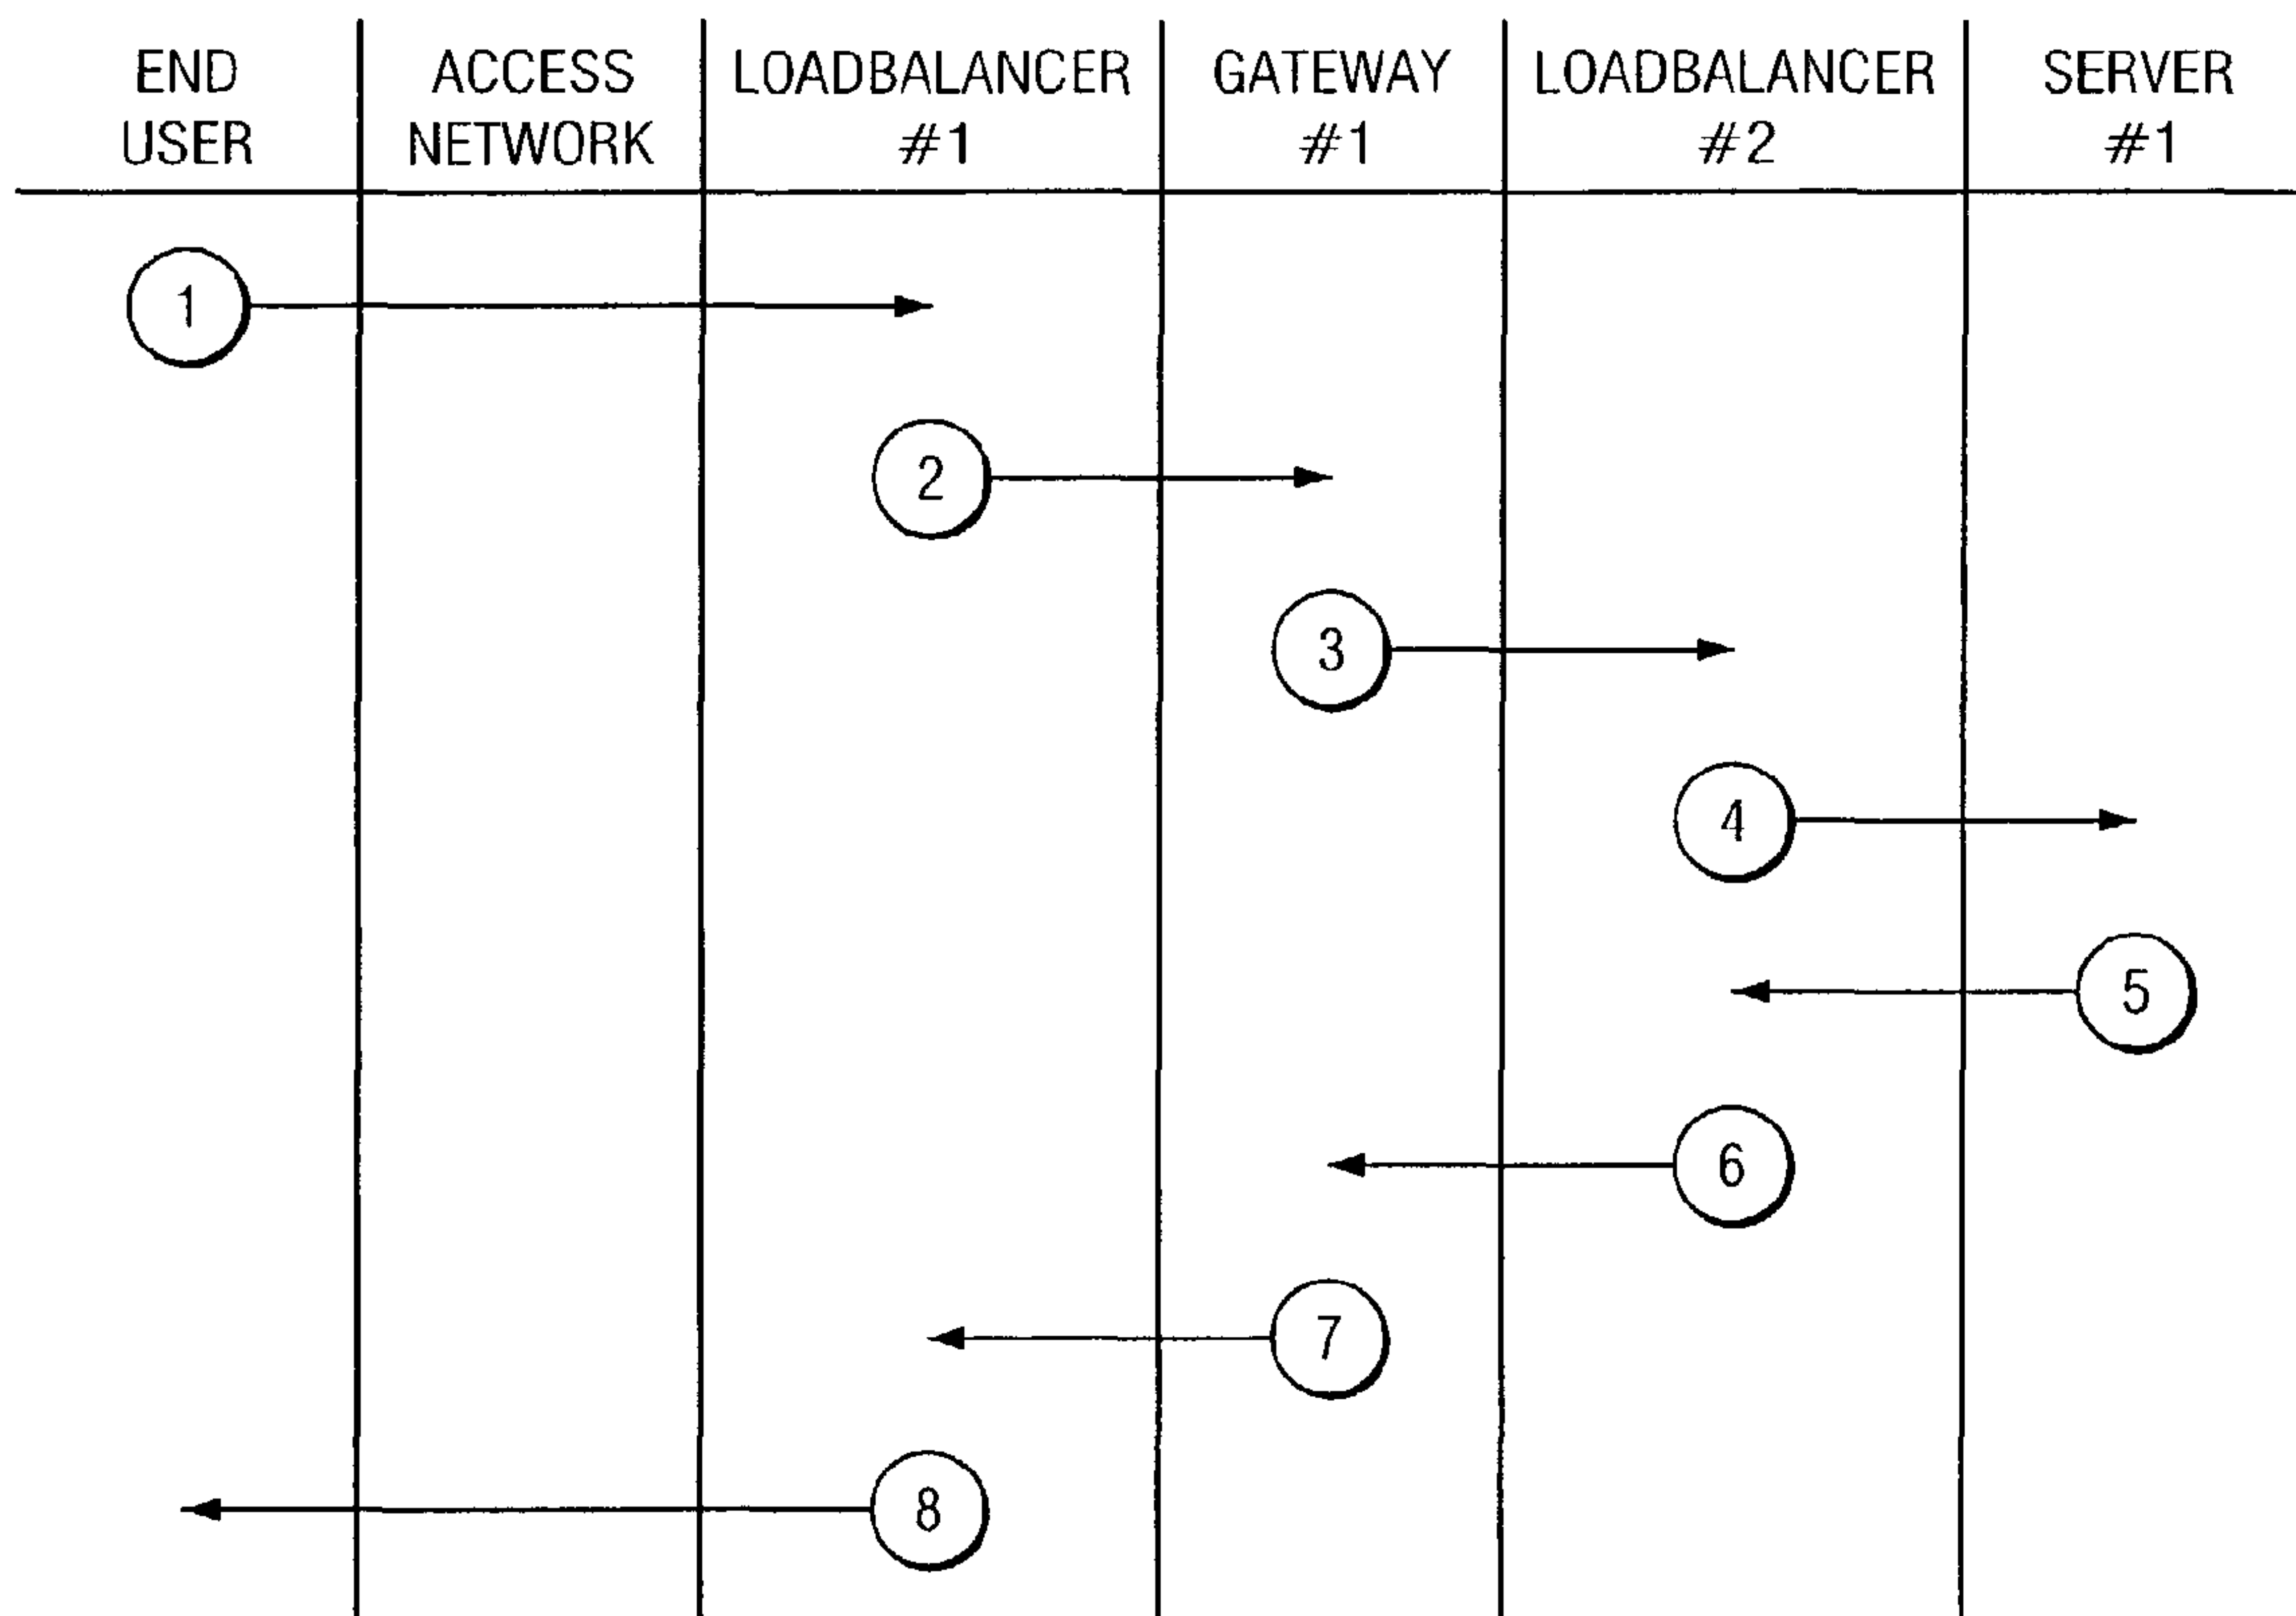 END
USER
ACCESS
NETWORK
LOADBALANCER
#1
GATEWAY
#1
LOADBALANCER
#2
SERVER
#1
1
2
3
4
5
6
7
8